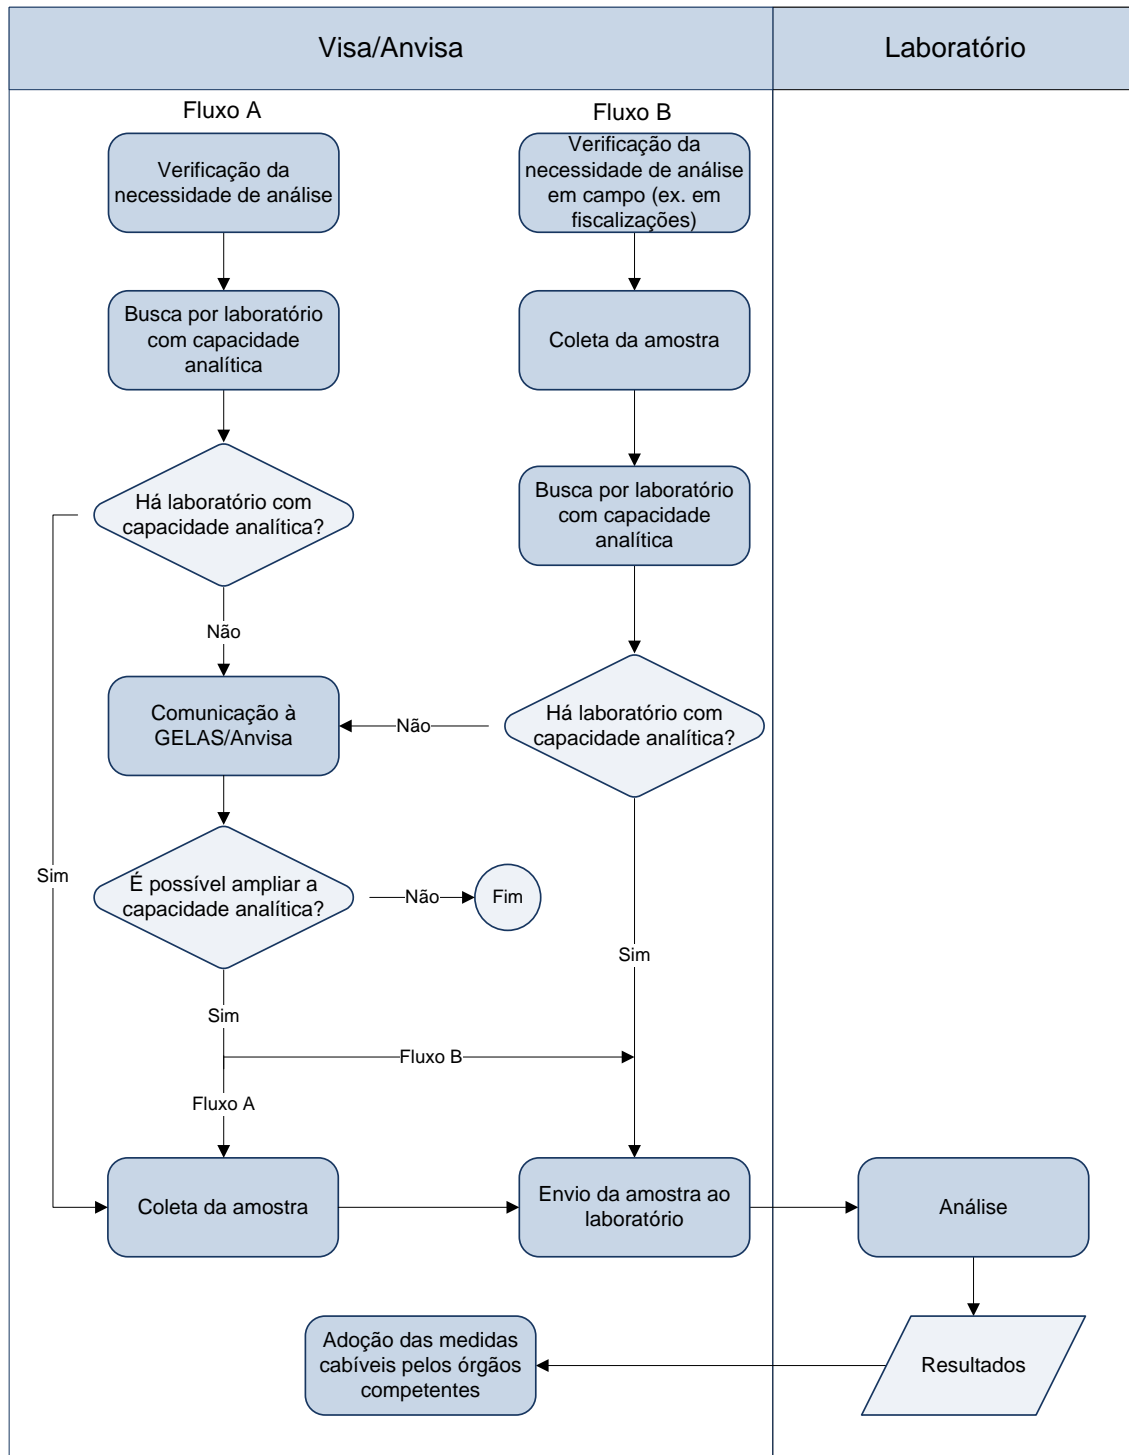 Visa/Anvisa
Laboratório
Fluxo A
Fluxo B
Verificação da
necessidade de análise
Verificação da
necessidade de análise
em campo (ex. em
fiscalizações)
Busca por laboratório
com capacidade
analítica
Coleta da amostra
Há laboratório com
capacidade analítica?
Busca por laboratório
com capacidade
analítica
Não
Comunicação à
GELAS/Anvisa
Não
Há laboratório com
capacidade analítica?
Sim
É possível ampliar a
capacidade analítica?
Não
Fim
Sim
Sim
Fluxo B
Fluxo A
Coleta da amostra
Envio da amostra ao
laboratório
Análise
Adoção das medidas
cabíveis pelos órgãos
competentes
Resultados